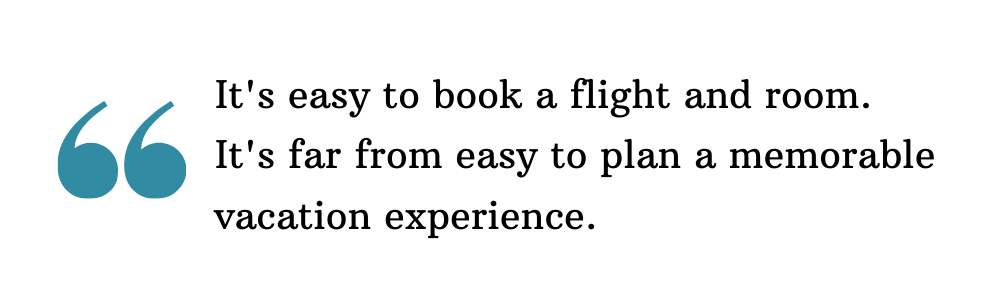 It's easy to book a flight and room.
It's far from easy to plan a memorable
vacation experience.